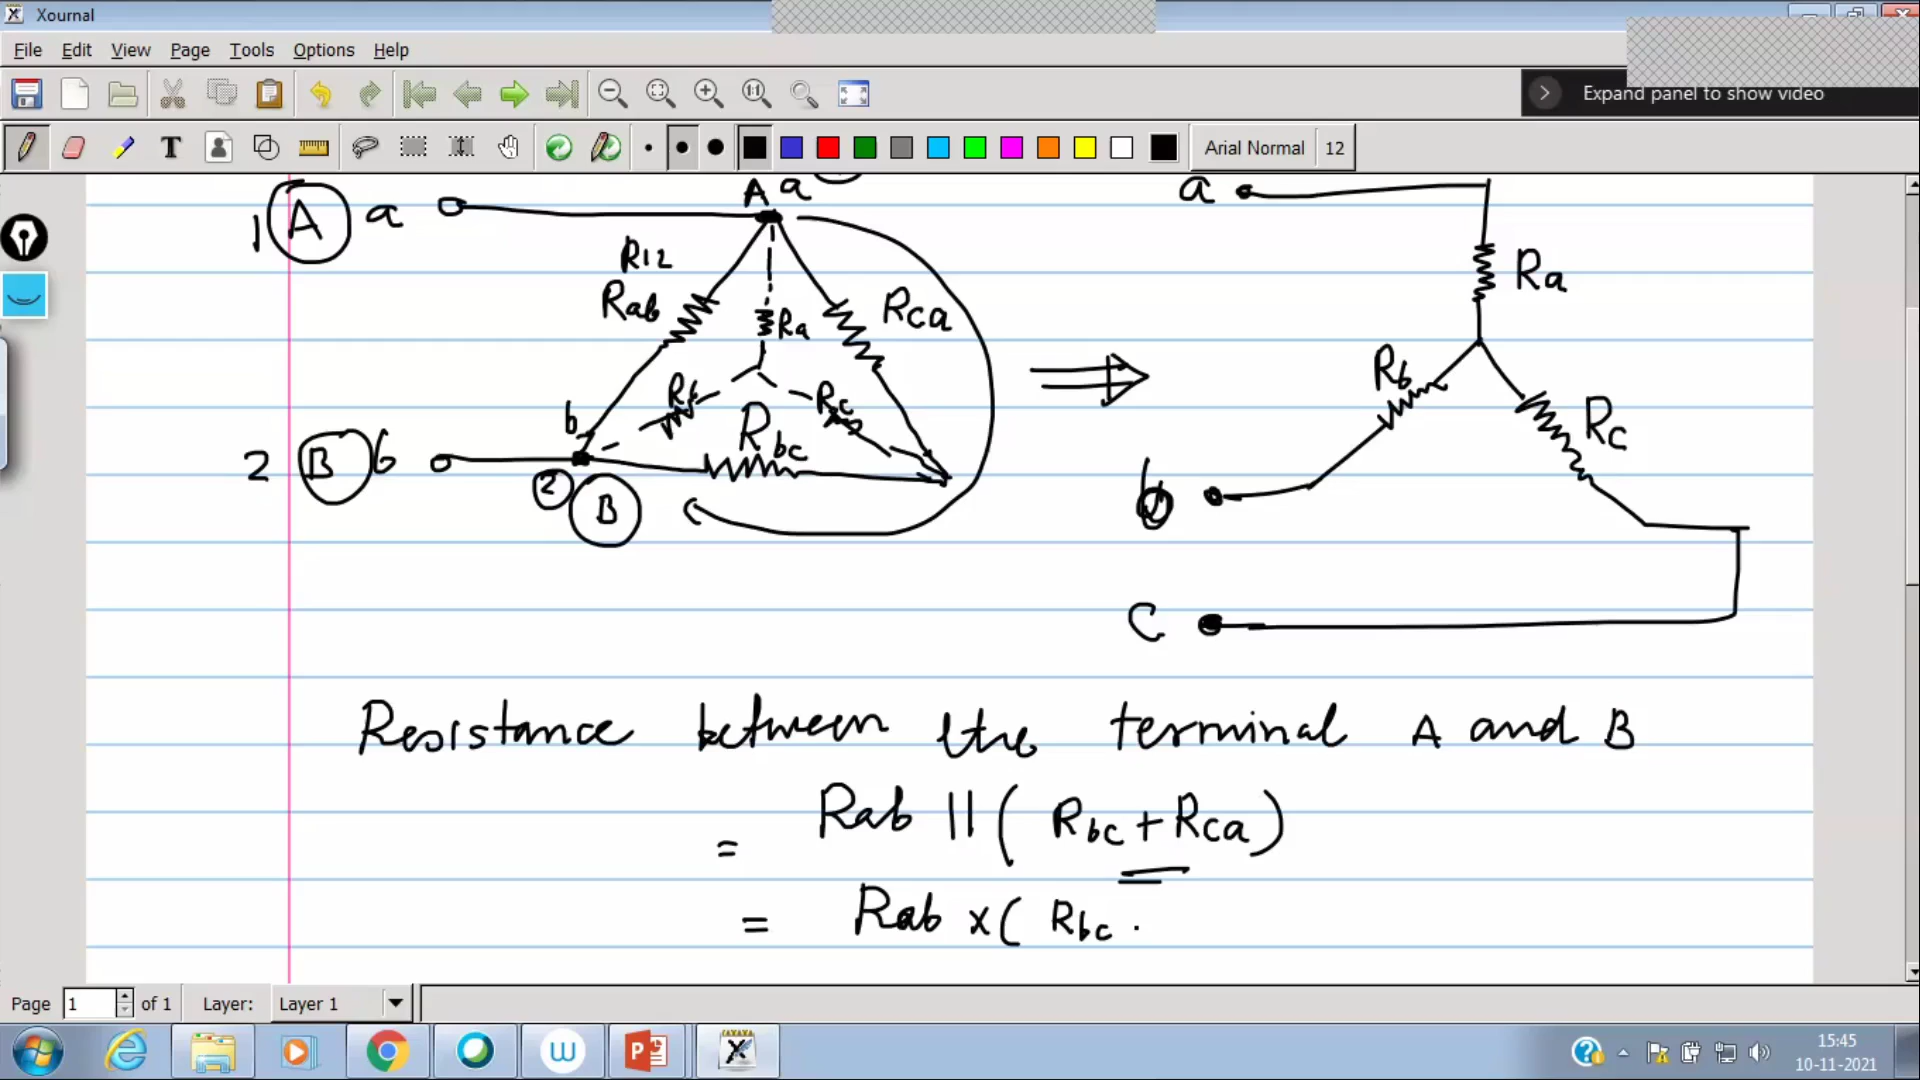 Xournal
File Edit View Page Tools Options Help
Expand panel to show video
Arial Normal 12
1 A a
A a
R12
Rab
Ra
Rca
b
Rb
Rc
Rbc
2 B b
2 B
a
Ra
Rb
Rc
b
C
Resistance between the terminal A and B
= Rab || ( Rbc + Rca )
= Rab x ( Rbc
Page 1 of 1 Layer: Layer 1
15:45
10-11-2021